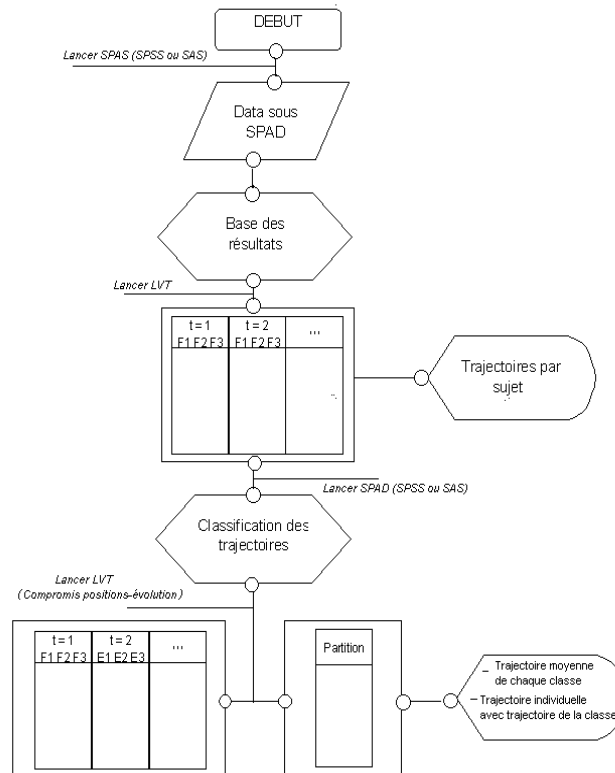 DEBUT
Lancer SPAS (SPSS ou SAS)
Data sous
SPAD
Base des
résultats
Lancer LVT
t = 1
F1 F2 F3
t = 2
F1 F2 F3
...
Trajectoires par
sujet
Lancer SPAD (SPSS ou SAS)
Classification des
trajectoires
Lancer LVT
(Compromis positions-évolution)
t = 1
F1 F2 F3
t = 2
E1 E2 E3
...
Partition
– Trajectoire moyenne
de chaque classe
– Trajectoire individuelle
avec trajectoire de la classe